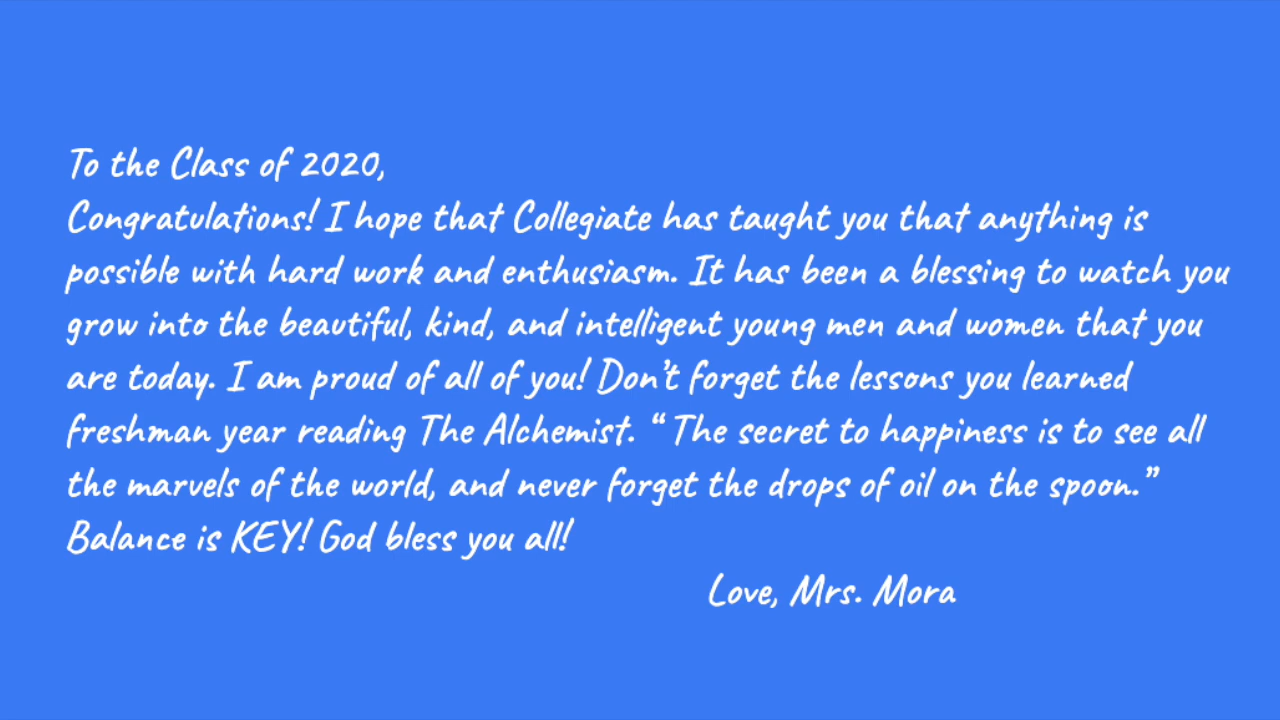 To the Class of 2020,
Congratulations! I hope that Collegiate has taught you that anything is
possible with hard work and enthusiasm. It has been a blessing to watch you
grow into the beautiful, kind, and intelligent young men and women that you
are today. I am proud of all of you! Don’t forget the lessons you learned
freshman year reading The Alchemist. “ The secret to happiness is to see all
the marvels of the world, and never forget the drops of oil on the spoon.”
Balance is KEY! God bless you all!
Love, Mrs. Mora